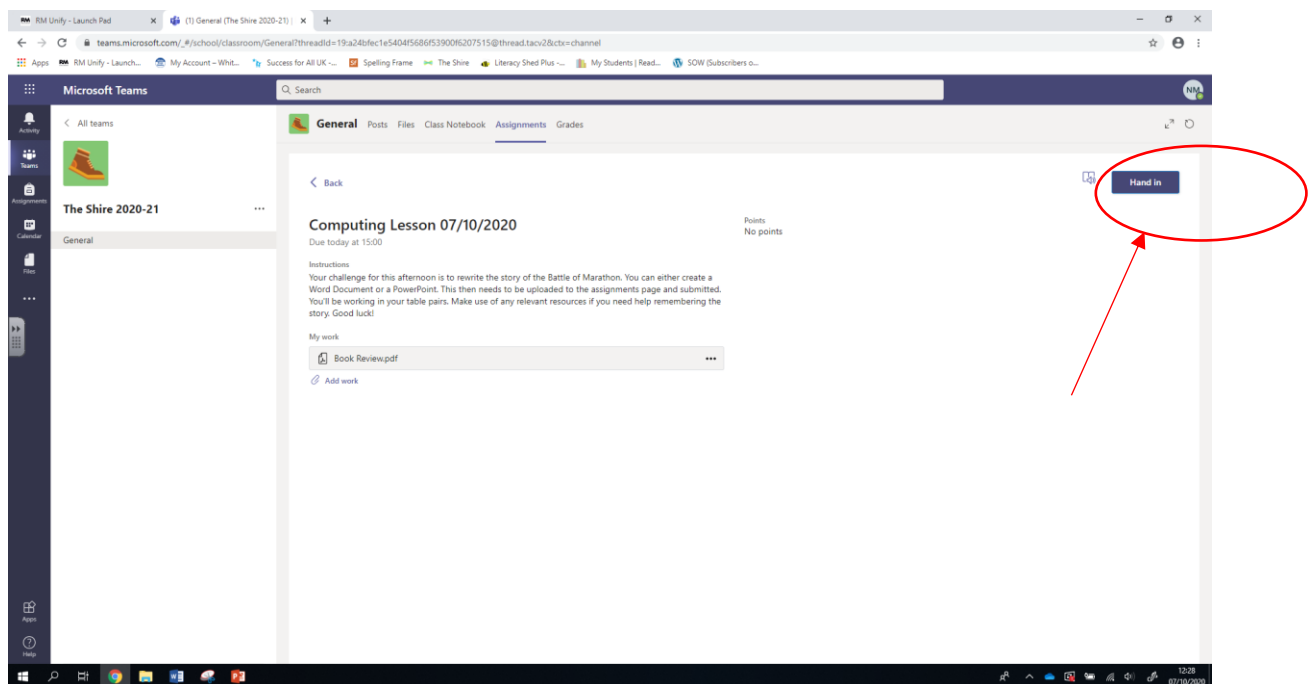 RM Unify - Launch Pad
(1) General (The Shire 2020-21) |
teams.microsoft.com/_#/school/classroom/General?threadId=19:a24bfec1e5404f5686f53900f6207515@thread.tacv2&ctx=channel
Apps RM Unify - Launch... My Account – Whit... Success for All UK -... Spelling Frame The Shire Literacy Shed Plus -... My Students | Read... SOW (Subscribers o...
Microsoft Teams
Search
NM
Activity
Teams
Assignments
Calendar
Files
Apps
Help
All teams
The Shire 2020-21
General
General Posts Files Class Notebook Assignments Grades
Back
Hand in
Computing Lesson 07/10/2020
Due today at 15:00
Points
No points
Instructions
Your challenge for this afternoon is to rewrite the story of the Battle of Marathon. You can either create a
Word Document or a PowerPoint. This then needs to be uploaded to the assignments page and submitted.
You'll be working in your table pairs. Make use of any relevant resources if you need help remembering the
story. Good luck!
My work
Book Review.pdf
Add work
12:28
07/10/2020